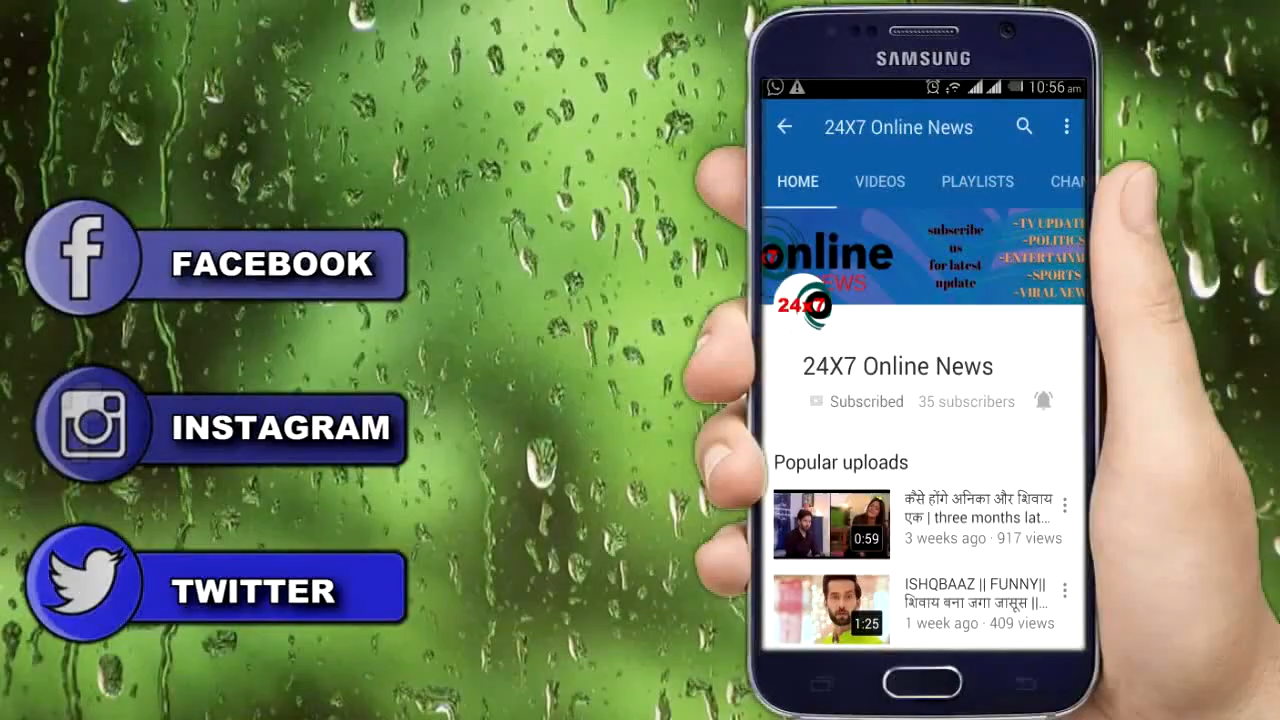 FACEBOOK
INSTAGRAM
TWITTER
SAMSUNG
10:56 am
24X7 Online News
HOME VIDEOS PLAYLISTS CHAN
online
NEWS
subscribe
us
for latest
update
~TV UPDATE
~POLITICS
~ENTERTAINM
~SPORTS
~VIRAL NEW
24x7
24X7 Online News
Subscribed 35 subscribers
Popular uploads
0:59
कैसे होंगे अनिका और शिवाय
एक | three months lat...
3 weeks ago · 917 views
1:25
ISHQBAAZ || FUNNY||
शिवाय बना जगा जासूस ||...
1 week ago · 409 views